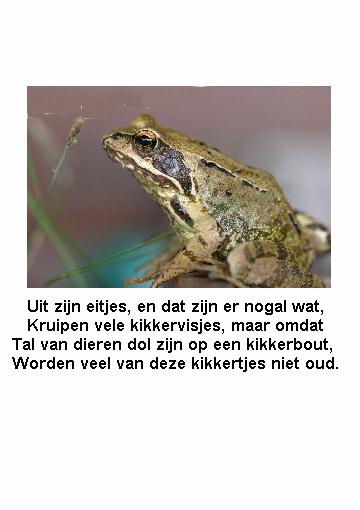 Uit zijn eitjes, en dat zijn er nogal wat,
Kruipen vele kikkervisjes, maar omdat
Tal van dieren dol zijn op een kikkerbout,
Worden veel van deze kikkertjes niet oud.